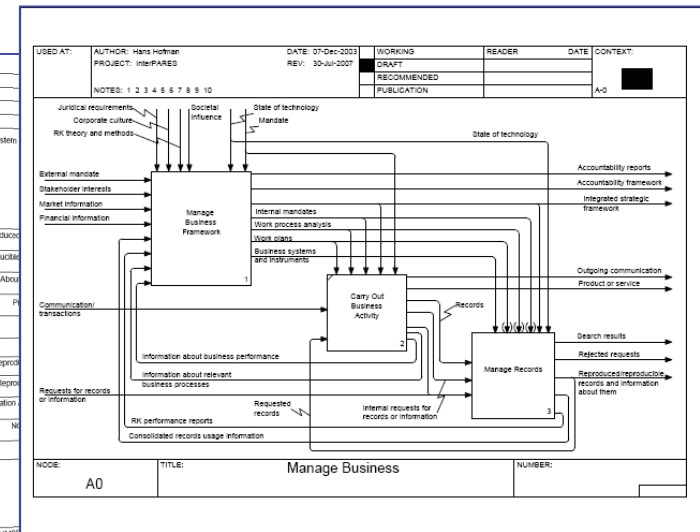 USED AT:
AUTHOR: Hans Hofman
DATE: 07-Dec-2003
WORKING
READER
DATE
CONTEXT:
PROJECT: InterPARES
REV: 30-Jul-2007
DRAFT
RECOMMENDED
NOTES: 1 2 3 4 5 6 7 8 9 10
PUBLICATION
A-0
Juridical requirements
Societal
influence
State of technology
Corporate culture
Mandate
RK theory and methods
State of technology
External mandate
Stakeholder interests
Market information
Financial information
Manage
Business
Framework
1
Accountability reports
Accountability framework
Integrated strategic
framework
Internal mandates
Work process analysis
Work plans
Business systems
and instruments
Communication/
transactions
Carry Out
Business
Activity
2
Outgoing communication
Product or service
Records
Manage Records
3
Search results
Rejected requests
Reproduced/reproducible
records and information
about them
Information about business performance
Information about relevant
business processes
Requests for records
or information
Requested
records
Internal requests for
records or information
RK performance reports
Consolidated records usage information
NODE:
A0
TITLE:
Manage Business
NUMBER: